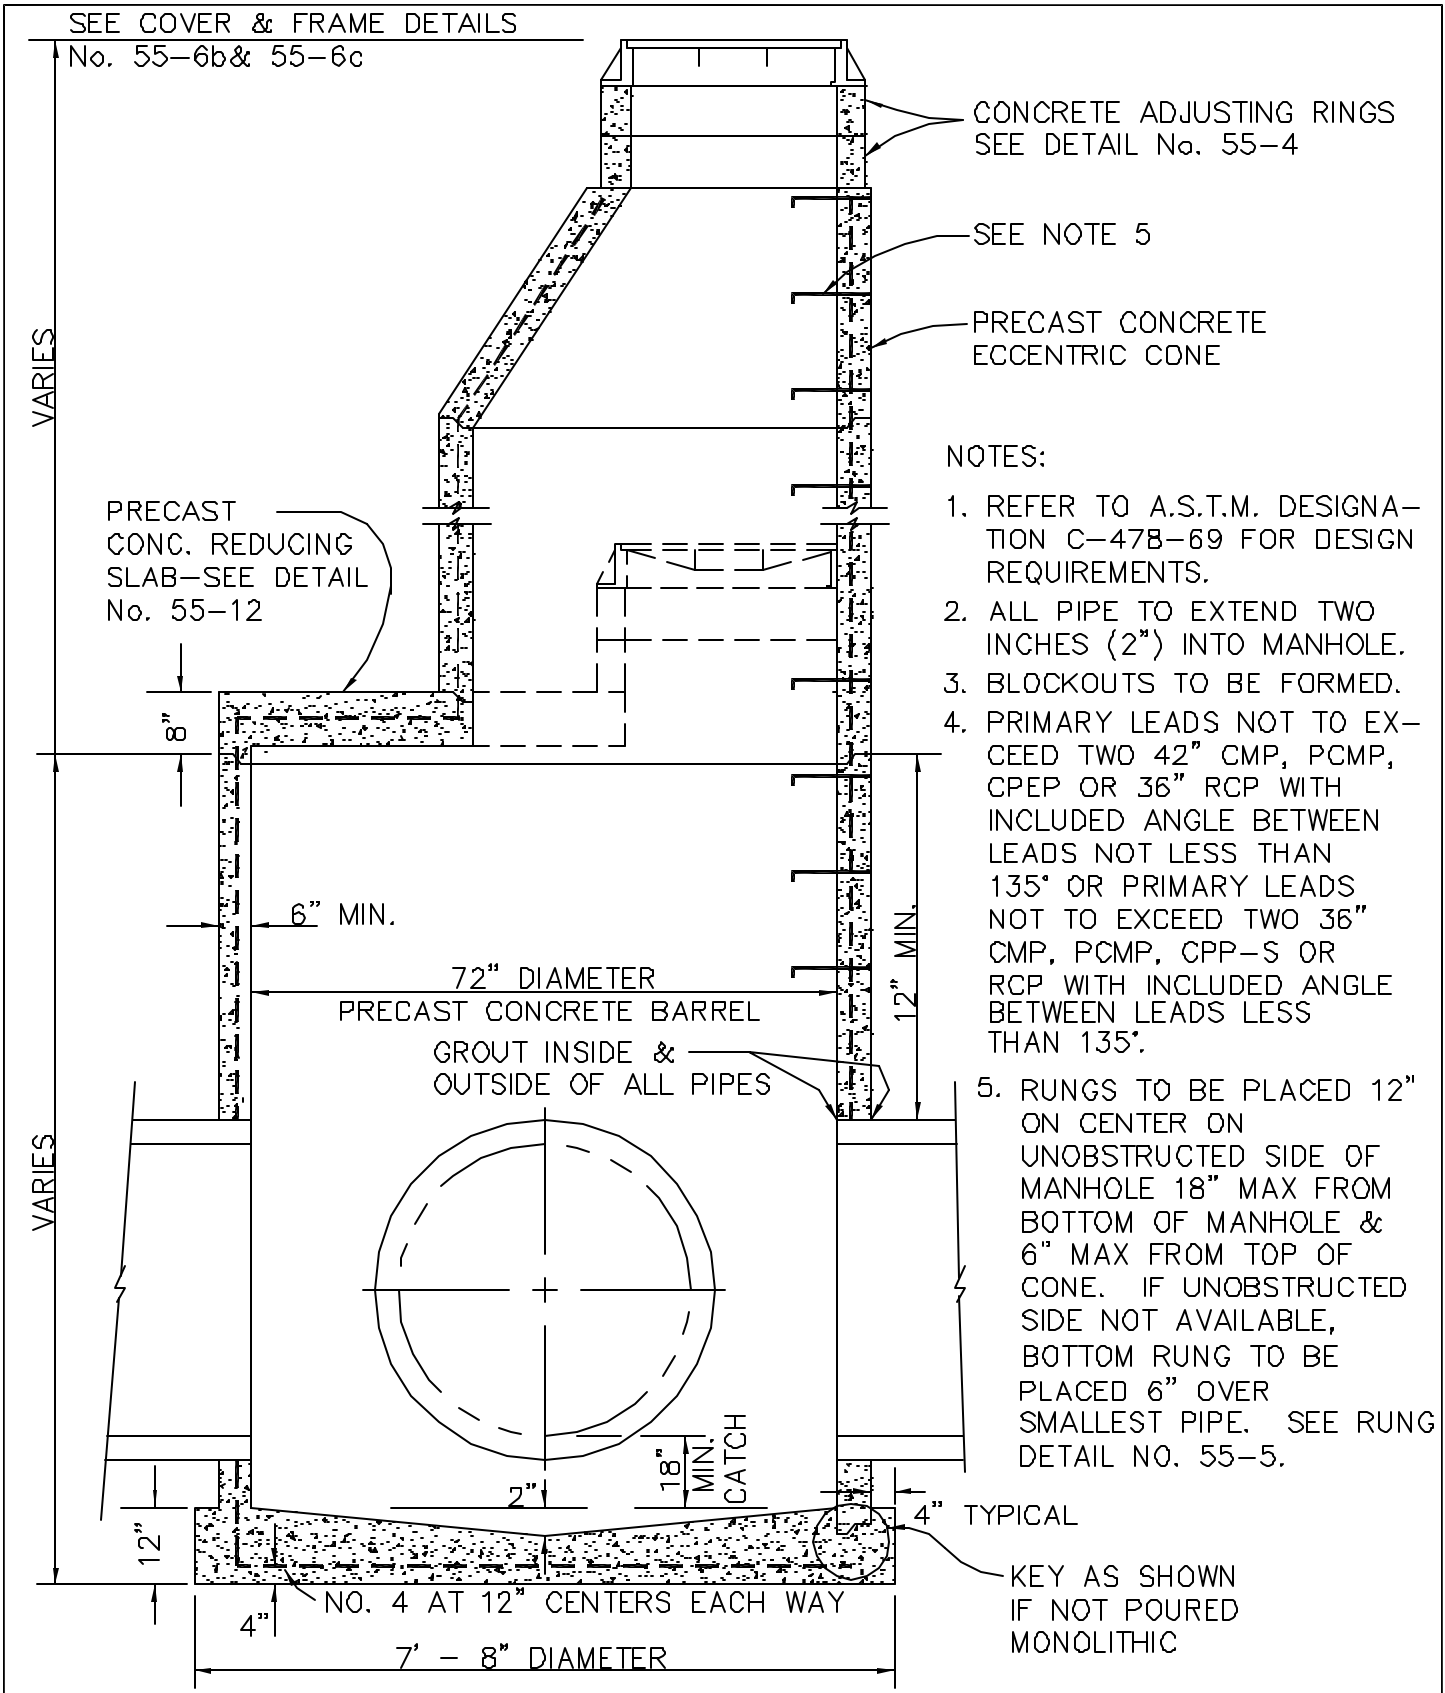 SEE COVER & FRAME DETAILS
No. 55-6b& 55-6c
CONCRETE ADJUSTING RINGS
SEE DETAIL No. 55-4
SEE NOTE 5
PRECAST CONCRETE
ECCENTRIC CONE
VARIES
PRECAST
CONC. REDUCING
SLAB-SEE DETAIL
No. 55-12
8"
6" MIN.
72" DIAMETER
PRECAST CONCRETE BARREL
12" MIN.
GROUT INSIDE &
OUTSIDE OF ALL PIPES
VARIES
18"
MIN.
CATCH
2"
12"
4"
4" TYPICAL
NO. 4 AT 12" CENTERS EACH WAY
7' - 8" DIAMETER
KEY AS SHOWN
IF NOT POURED
MONOLITHIC
NOTES:
1. REFER TO A.S.T.M. DESIGNA-
TION C-478-69 FOR DESIGN
REQUIREMENTS.
2. ALL PIPE TO EXTEND TWO
INCHES (2") INTO MANHOLE.
3. BLOCKOUTS TO BE FORMED.
4. PRIMARY LEADS NOT TO EX-
CEED TWO 42" CMP, PCMP,
CPEP OR 36" RCP WITH
INCLUDED ANGLE BETWEEN
LEADS NOT LESS THAN
135° OR PRIMARY LEADS
NOT TO EXCEED TWO 36"
CMP, PCMP, CPP-S OR
RCP WITH INCLUDED ANGLE
BETWEEN LEADS LESS
THAN 135°.
5. RUNGS TO BE PLACED 12"
ON CENTER ON
UNOBSTRUCTED SIDE OF
MANHOLE 18" MAX FROM
BOTTOM OF MANHOLE &
6" MAX FROM TOP OF
CONE. IF UNOBSTRUCTED
SIDE NOT AVAILABLE,
BOTTOM RUNG TO BE
PLACED 6" OVER
SMALLEST PIPE. SEE RUNG
DETAIL NO. 55-5.